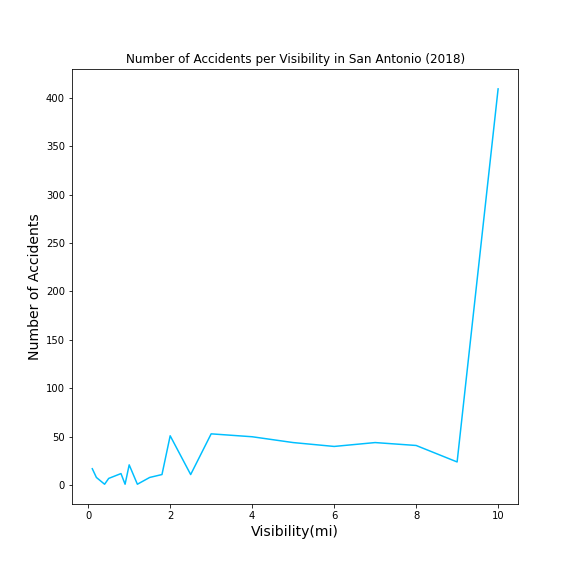 Number of Accidents per Visibility in San Antonio (2018)
400
350
300
250
200
150
100
50
0
Number of Accidents
0 2 4 6 8 10
Visibility(mi)